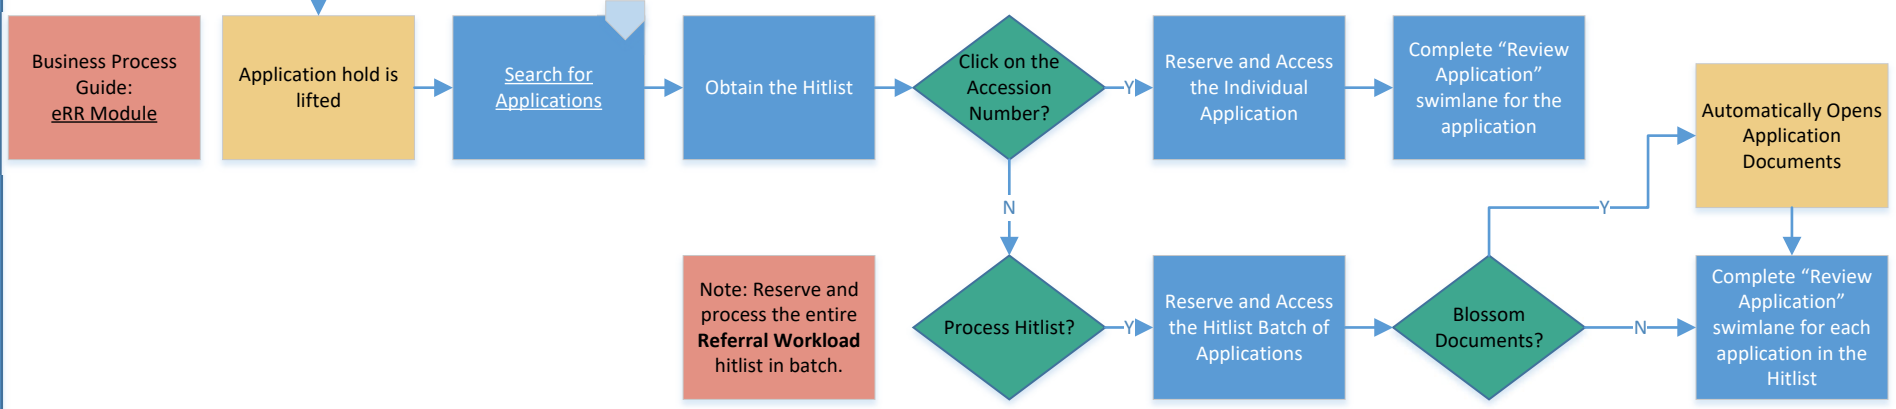 Business Process
Guide:
eRR Module
Application hold is
lifted
Search for
Applications
Obtain the Hitlist
Click on the
Accession
Number?
Y
Reserve and Access
the Individual
Application
Complete “Review
Application”
swimlane for the
application
Automatically Opens
Application
Documents
N
Y
Note: Reserve and
process the entire
Referral Workload
hitlist in batch.
Process Hitlist?
Y
Reserve and Access
the Hitlist Batch of
Applications
Blossom
Documents?
N
Complete “Review
Application”
swimlane for each
application in the
Hitlist